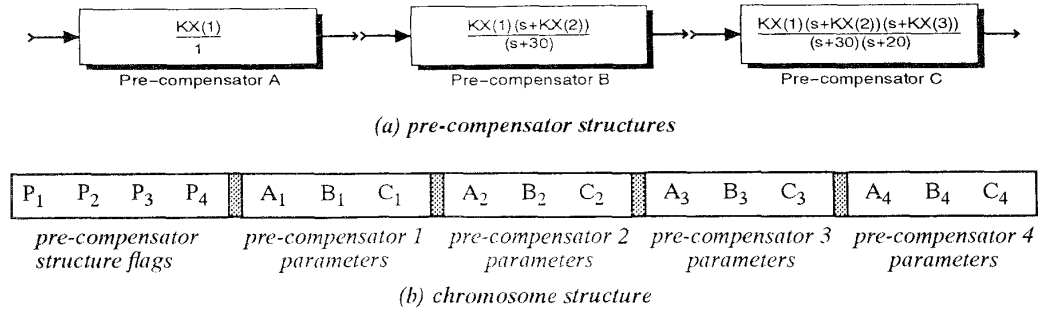 KX(1)
1
Pre-compensator A
KX(1)(s+KX(2))
(s+30)
Pre-compensator B
KX(1)(s+KX(2))(s+KX(3))
(s+30)(s+20)
Pre-compensator C
(a) pre-compensator structures
P1 P2 P3 P4 A1 B1 C1 A2 B2 C2 A3 B3 C3 A4 B4 C4
pre-compensator structure flags
pre-compensator 1 parameters
pre-compensator 2 parameters
pre-compensator 3 parameters
pre-compensator 4 parameters
(b) chromosome structure